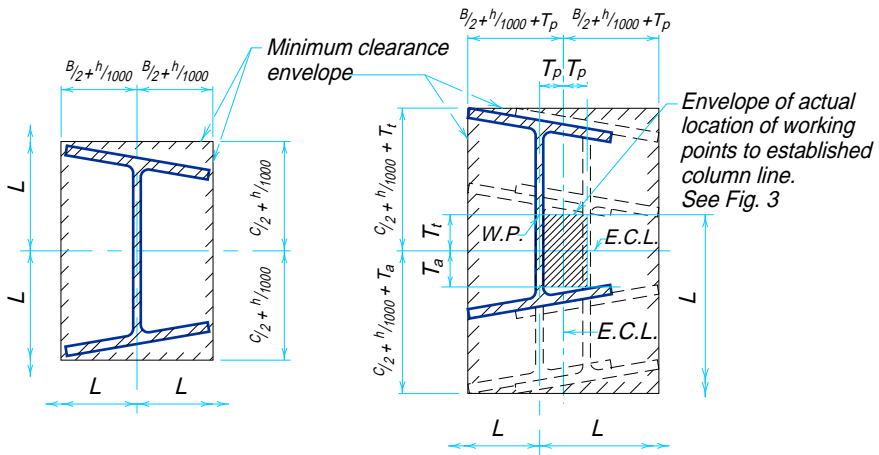 B/2 + h/1000 + Tp B/2 + h/1000 + Tp
Minimum clearance
envelope
B/2 + h/1000 B/2 + h/1000
Tp Tp
Envelope of actual
location of working
points to established
column line.
See Fig. 3
L
C/2 + h/1000
C/2 + h/1000 + Tt
Tt
W.P.
E.C.L.
L
C/2 + h/1000
C/2 + h/1000 + Ta
Ta
L
E.C.L.
L L
L L